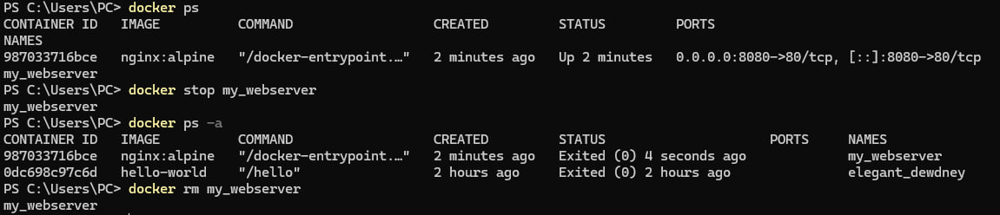 PS C:\Users\PC> docker ps
CONTAINER ID   IMAGE          COMMAND                  CREATED         STATUS         PORTS
NAMES
987033716bce   nginx:alpine   "/docker-entrypoint.…"   2 minutes ago   Up 2 minutes   0.0.0.0:8080->80/tcp, [::]:8080->80/tcp
my_webserver
PS C:\Users\PC> docker stop my_webserver
my_webserver
PS C:\Users\PC> docker ps -a
CONTAINER ID   IMAGE          COMMAND                  CREATED         STATUS                     PORTS     NAMES
987033716bce   nginx:alpine   "/docker-entrypoint.…"   2 minutes ago   Exited (0) 4 seconds ago             my_webserver
0dc698c97c6d   hello-world    "/hello"                 2 hours ago     Exited (0) 2 hours ago               elegant_dewdney
PS C:\Users\PC> docker rm my_webserver
my_webserver